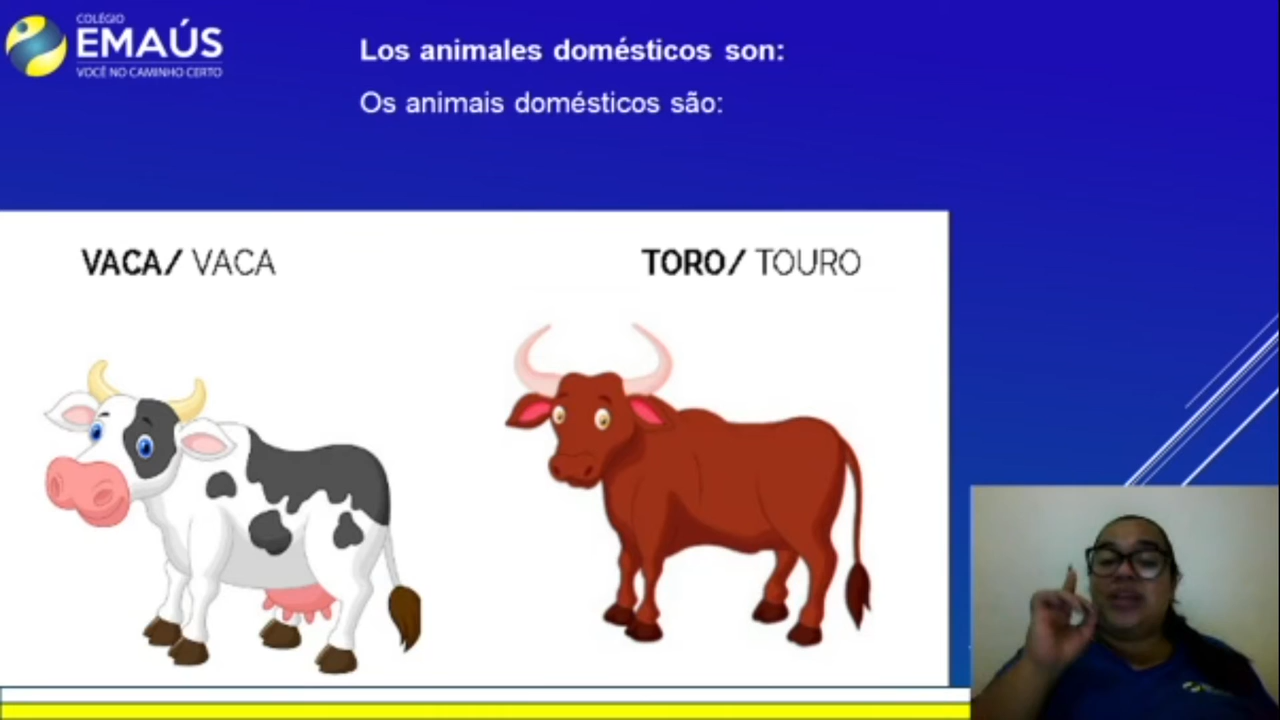 COLÉGIO
EMAÚS
VOCÊ NO CAMINHO CERTO
Los animales domésticos son:
Os animais domésticos são:
VACA/ VACA
TORO/ TOURO